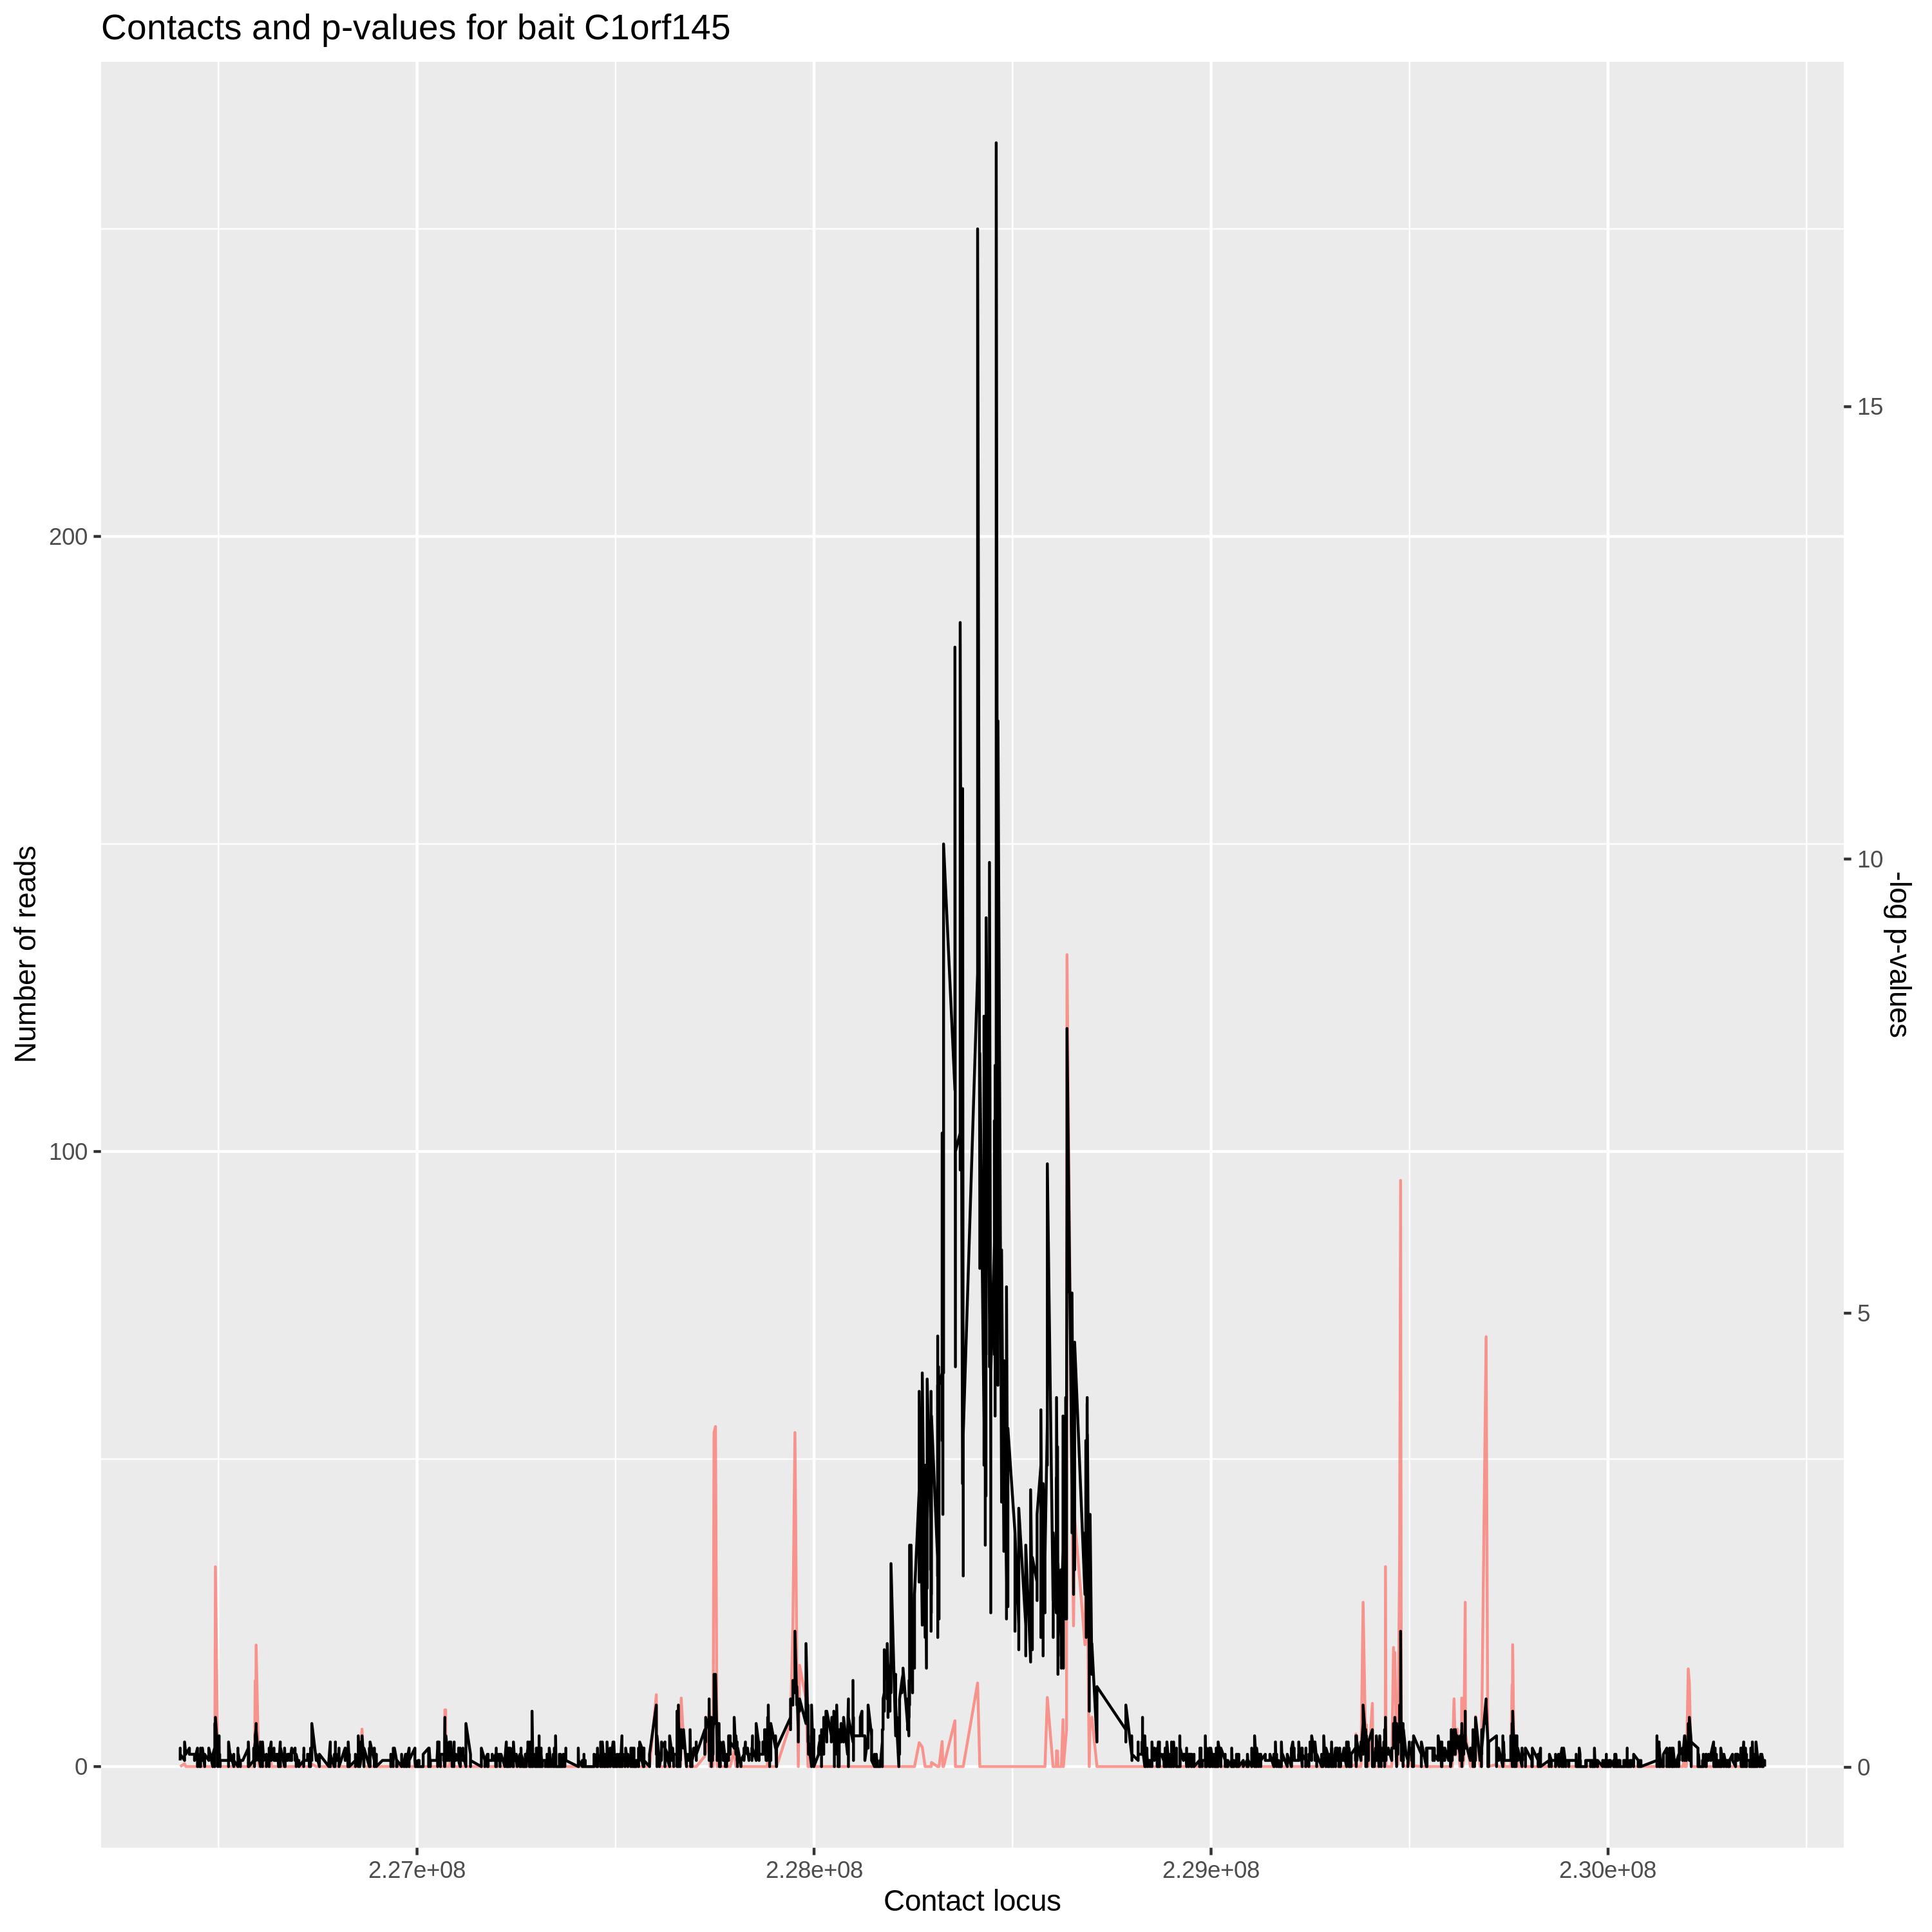 Contacts and p-values for bait C1orf145
Number of reads
200
100
0
15
10
5
0
-log p-values
2.27e+08
2.28e+08
2.29e+08
2.30e+08
Contact locus